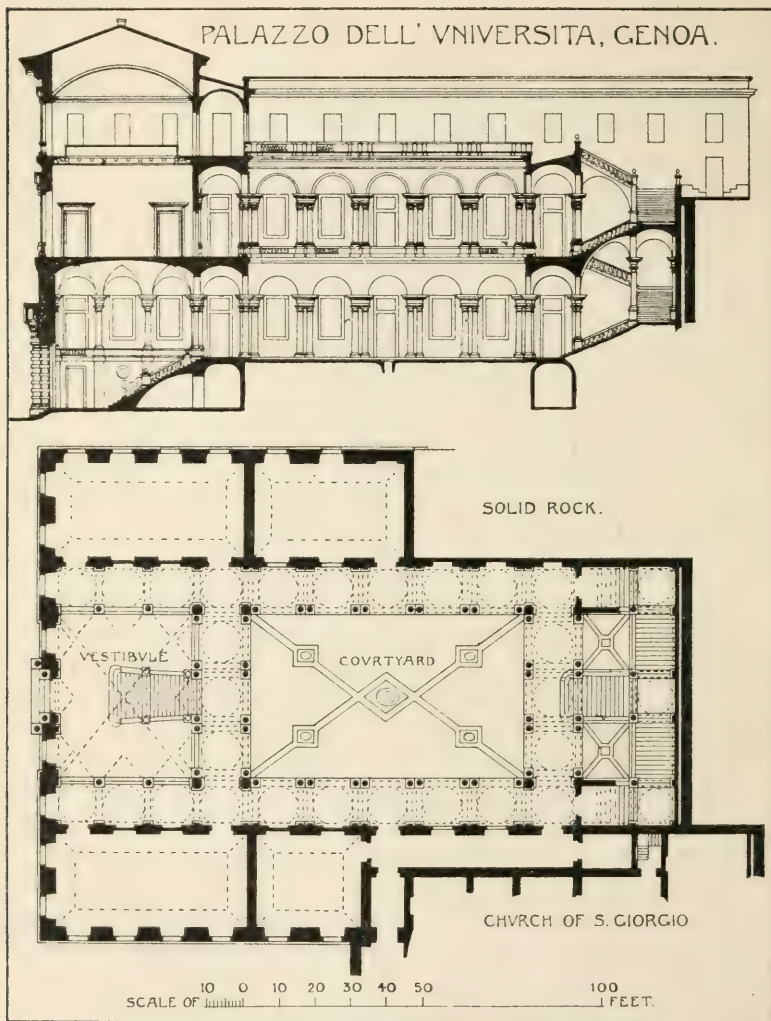 PALAZZO DELL' VNIVERSITA, GENOA.
SOLID ROCK.
VESTIBVLE
COVRTYARD
CHVRCH OF S. GIORGIO
10 0 10 20 30 40 50 100
SCALE OF FEET.